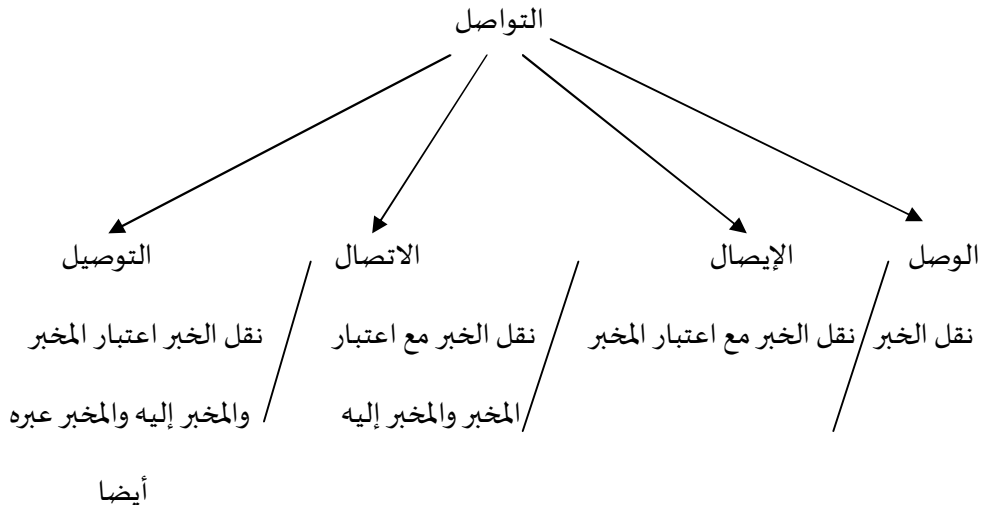 التواصل
الوصل الإيصال الاتصال التوصيل
نقل الخبر / نقل الخبر مع اعتبار المخبر / نقل الخبر مع اعتبار / نقل الخبر اعتبار المخبر
المخبر والمخبر إليه / والمخبر إليه والمخبر عبره
أيضا